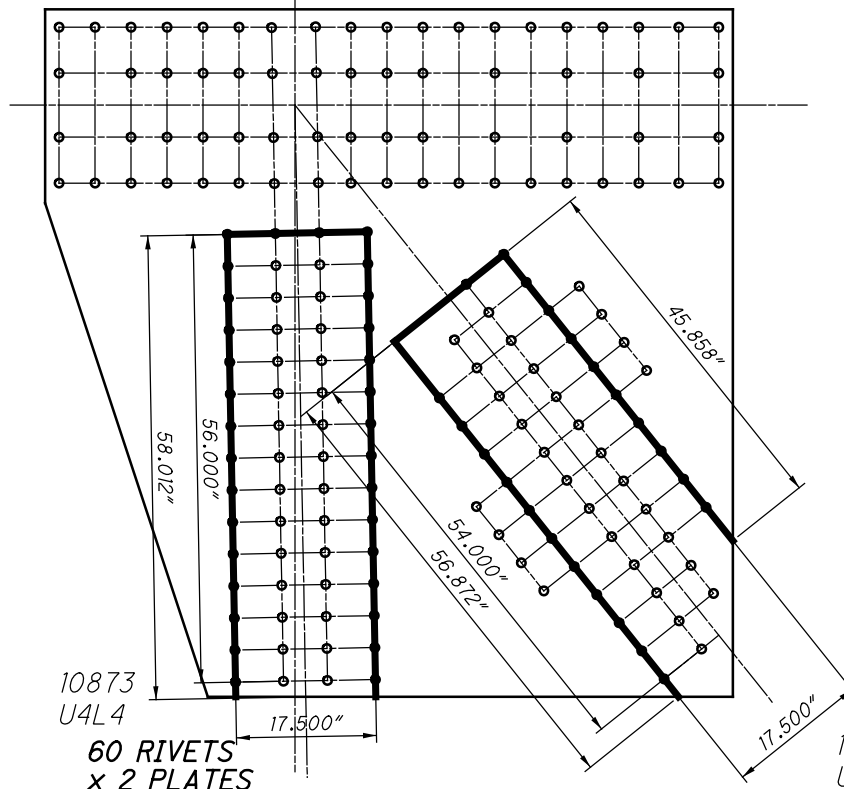 45.858"
58.012"
56.000"
54.000"
56.872"
10873
U4L4
17.500"
17.500"
60 RIVETS
x 2 PLATES
1
U